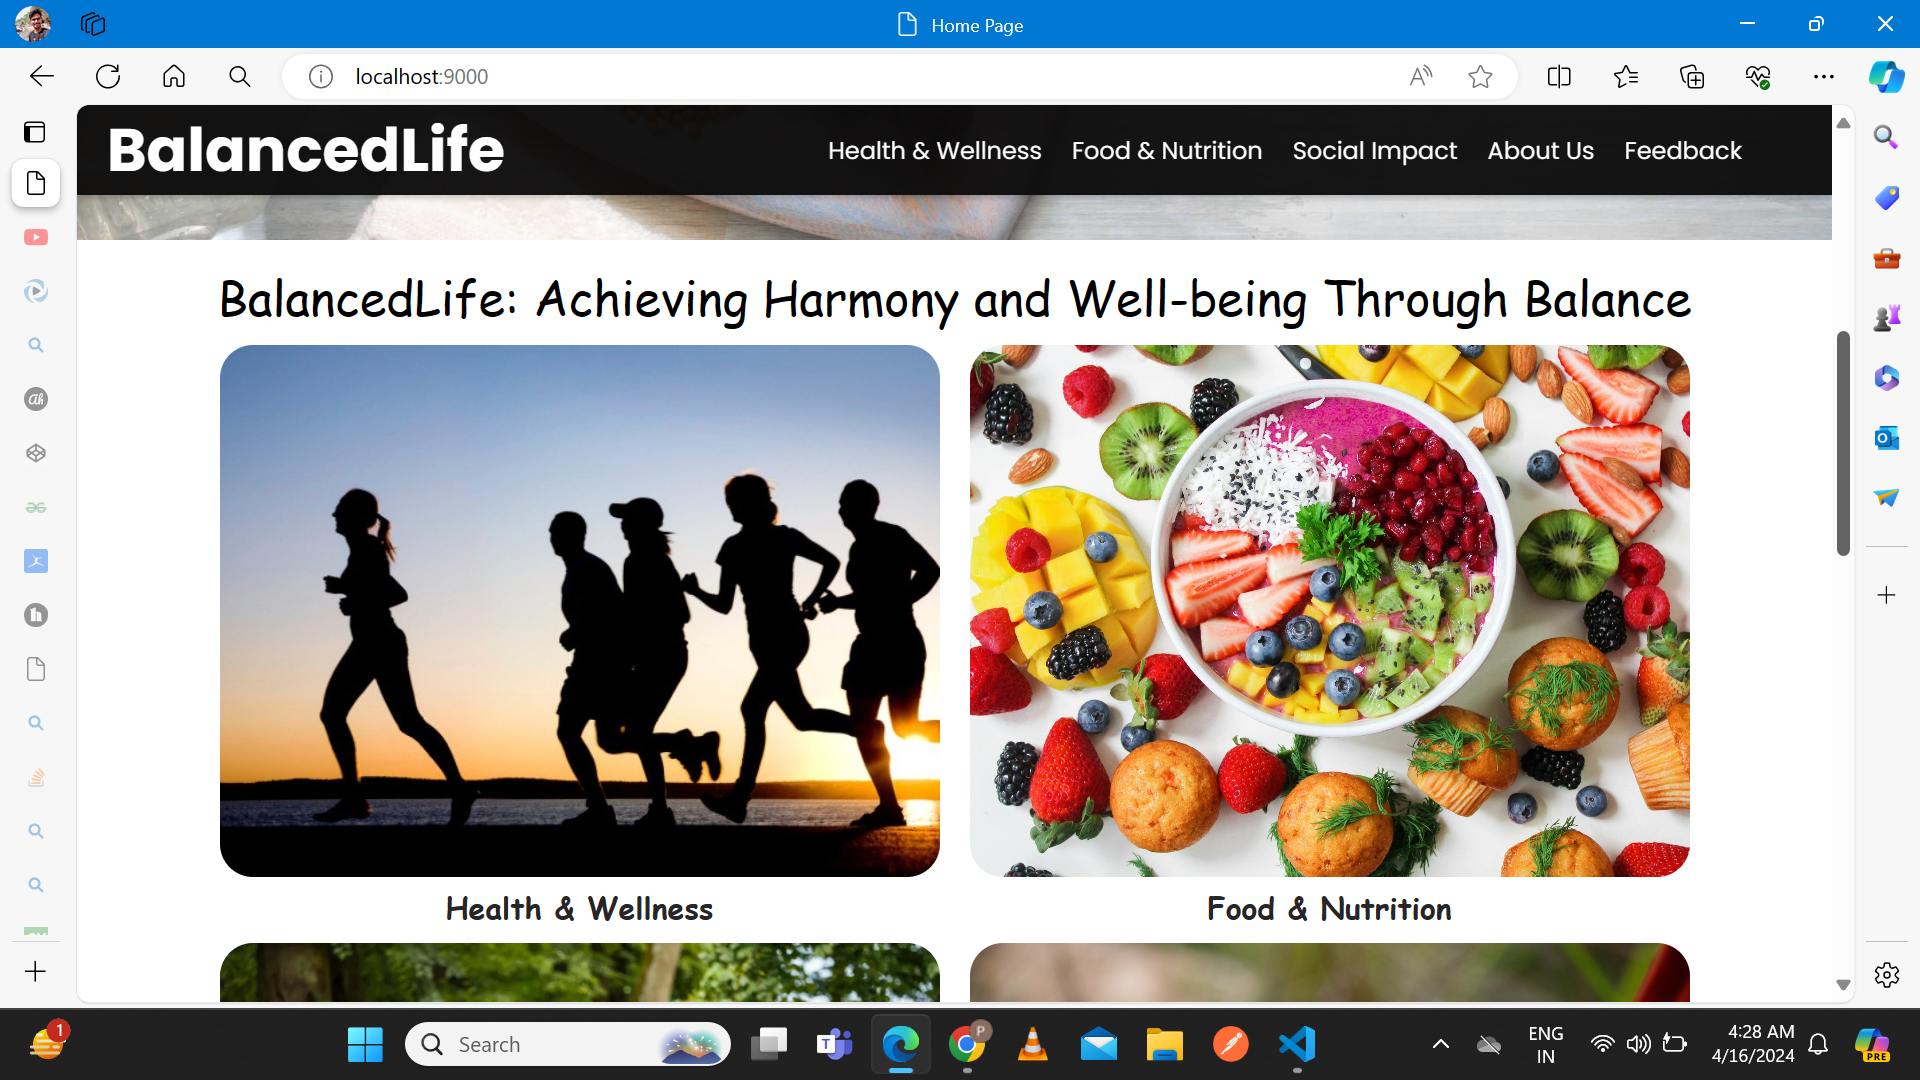 Home Page
localhost:9000
BalancedLife
Health & Wellness Food & Nutrition Social Impact About Us Feedback
BalancedLife: Achieving Harmony and Well-being Through Balance
Health & Wellness
Food & Nutrition
1
Search
P
T
ENG
IN
4:28 AM
4/16/2024
PRE